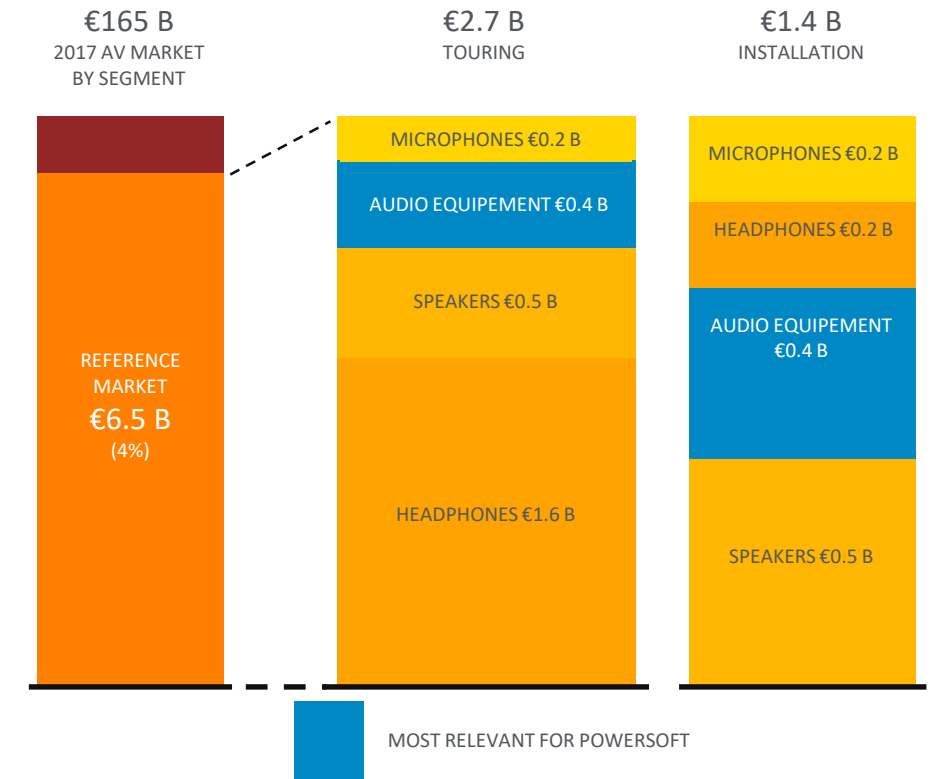 €165 B
2017 AV MARKET
BY SEGMENT
€2.7 B
TOURING
€1.4 B
INSTALLATION
REFERENCE
MARKET
€6.5 B
(4%)
MICROPHONES €0.2 B
AUDIO EQUIPEMENT €0.4 B
SPEAKERS €0.5 B
HEADPHONES €1.6 B
MICROPHONES €0.2 B
HEADPHONES €0.2 B
AUDIO EQUIPEMENT
€0.4 B
SPEAKERS €0.5 B
MOST RELEVANT FOR POWERSOFT